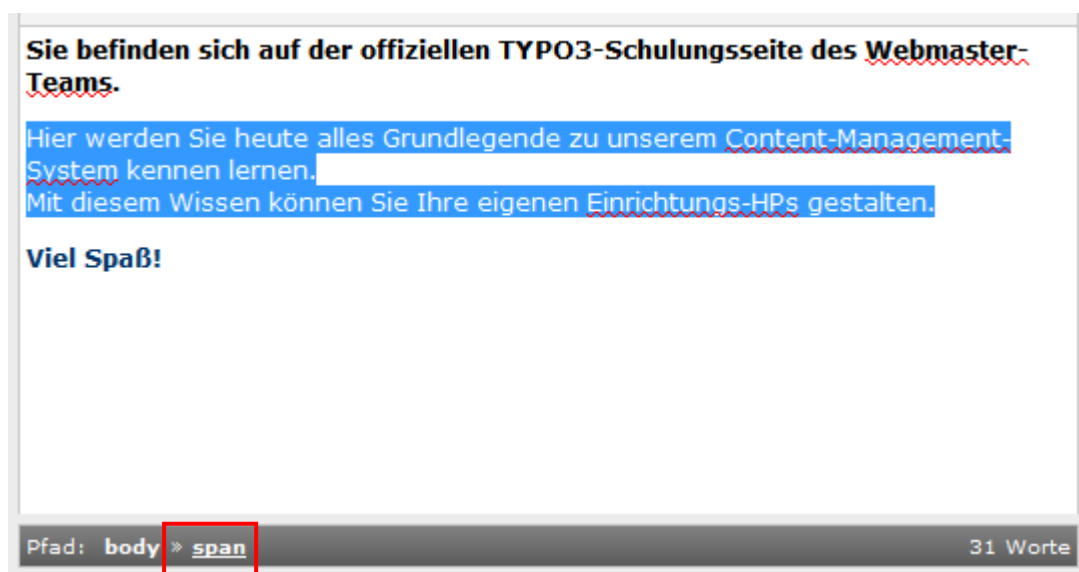 Sie befinden sich auf der offiziellen TYPO3-Schulungsseite des Webmaster-
Teams.
Hier werden Sie heute alles Grundlegende zu unserem Content-Management-
System kennen lernen.
Mit diesem Wissen können Sie Ihre eigenen Einrichtungs-HPs gestalten.
Viel Spaß!
Pfad: body » span 31 Worte